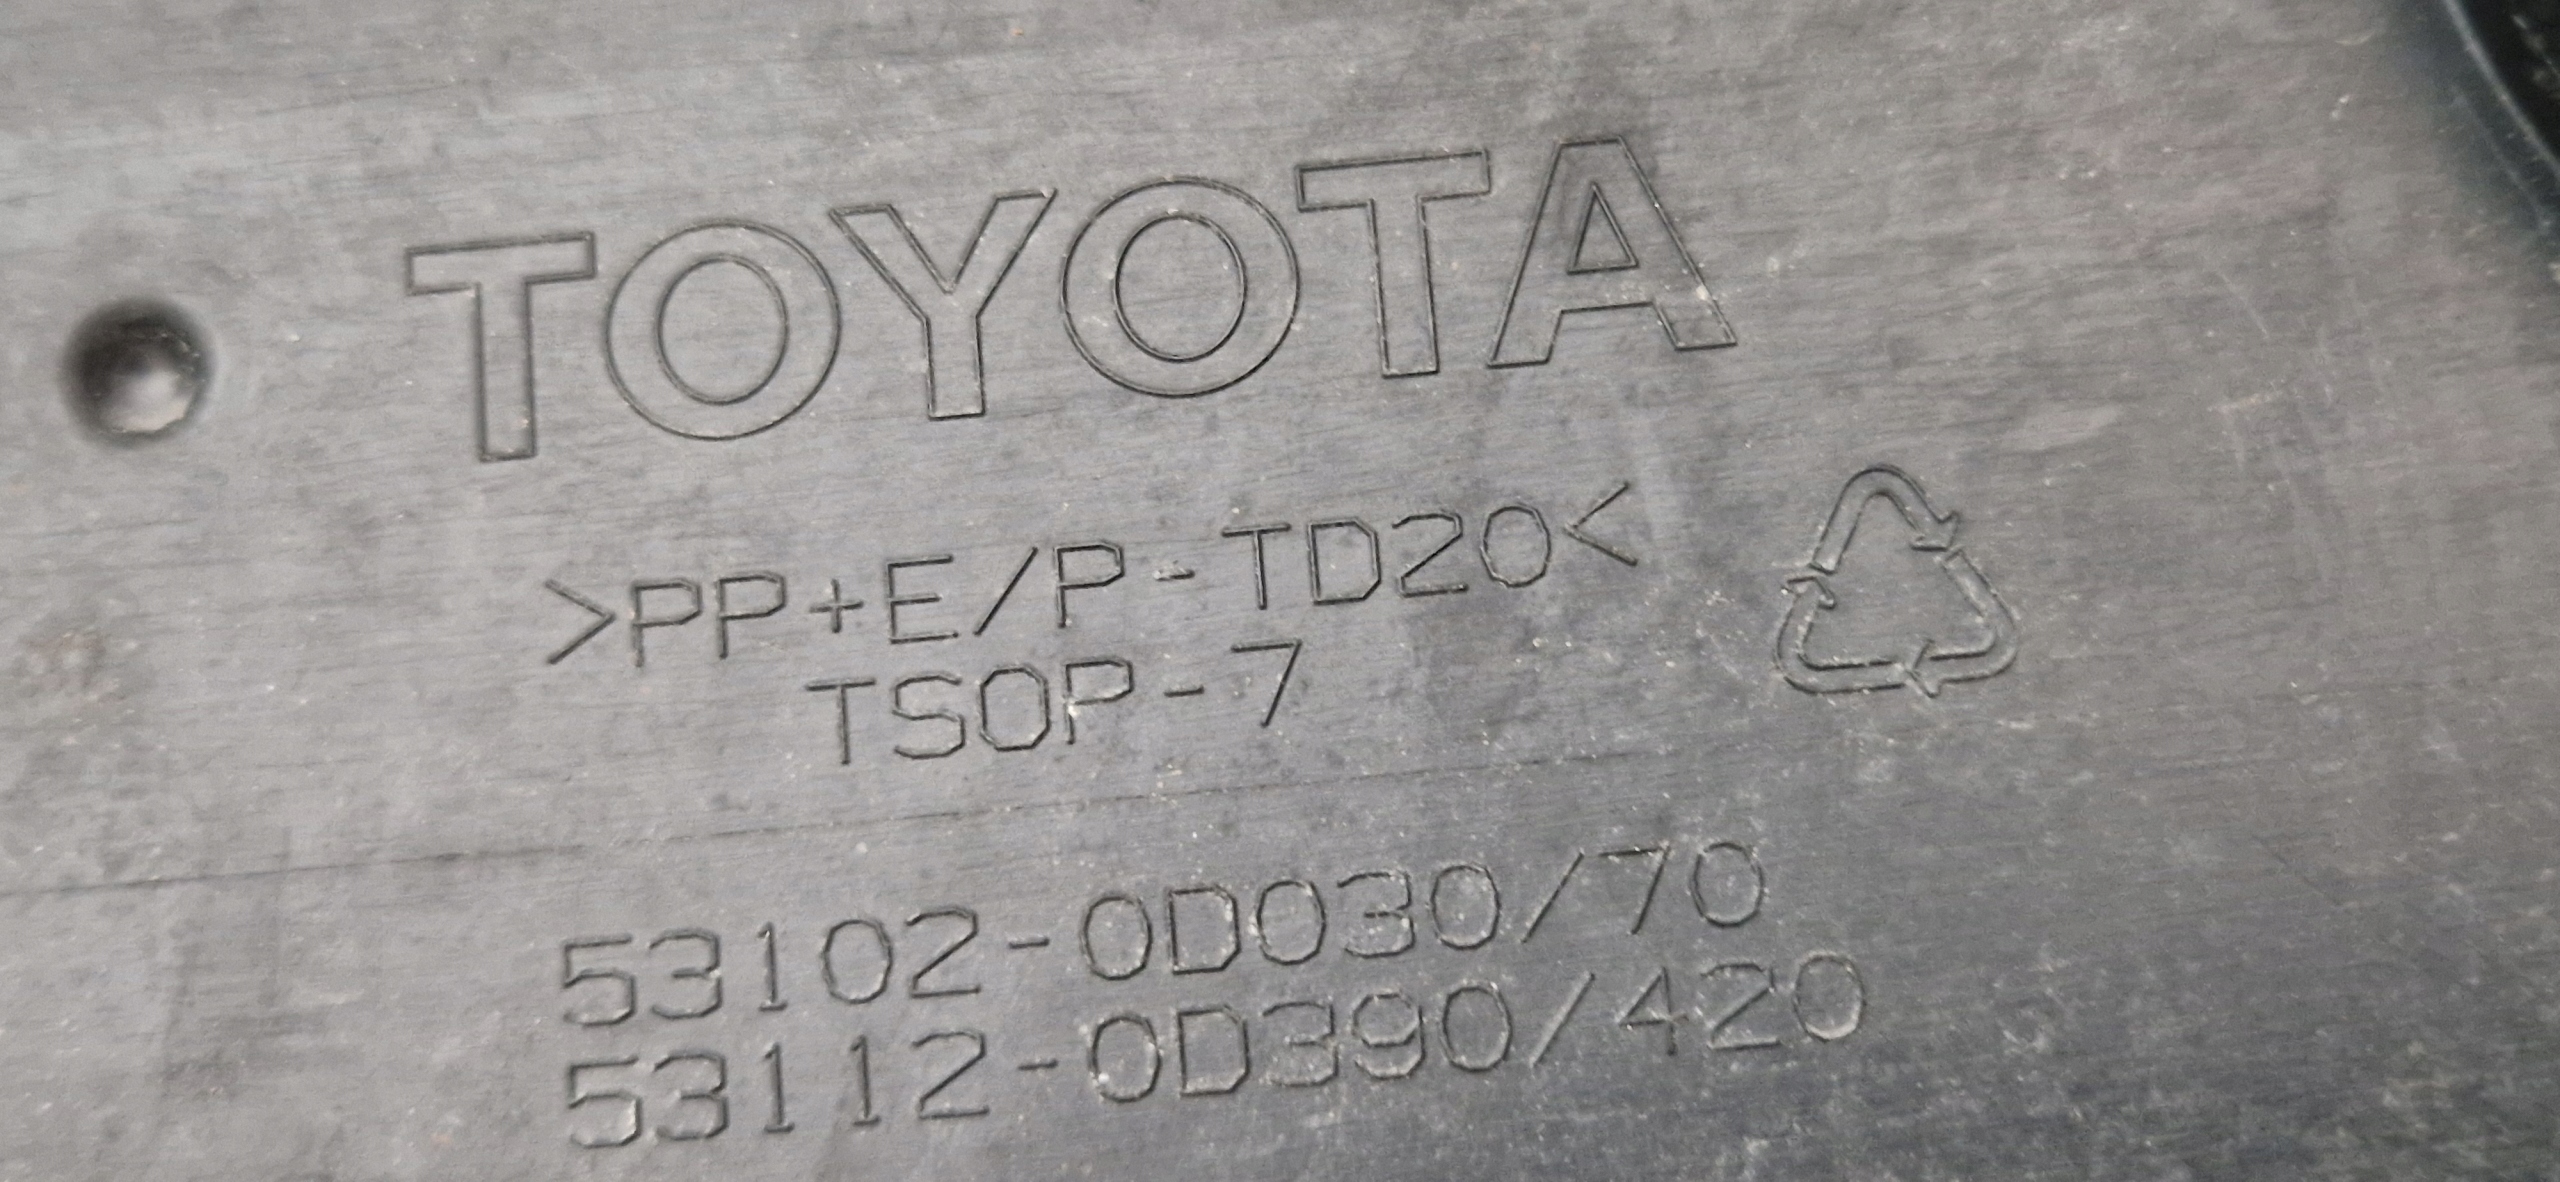 TOYOTA
>PP+E/P-TD20<
TSOP-7
53102-0D030/70
53112-0D390/420